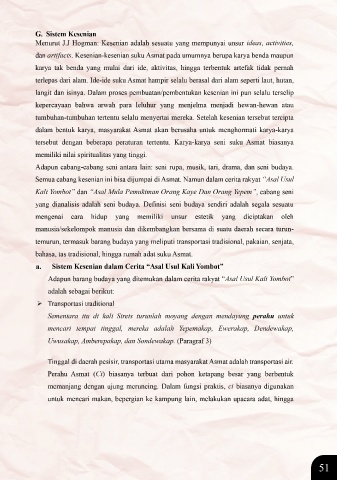 G. Sistem Kesenian
Menurut J.J Hogman: Kesenian adalah sesuatu yang mempunyai unsur ideas, activities,
dan artifacts. Kesenian-kesenian suku Asmat pada umumnya berupa karya benda maupun
karya tak benda yang mulai dari ide, aktivitas, hingga terbentuk artefak tidak pernah
terlepas dari alam. Ide-ide suku Asmat hampir selalu berasal dari alam seperti laut, hutan,
langit dan isinya. Dalam proses pembuatan/pembentukan kesenian ini pun selalu terselip
kepercayaan bahwa arwah para leluhur yang menjelma menjadi hewan-hewan atau
tumbuhan-tumbuhan tertentu selalu menyertai mereka. Setelah kesenian tersebut tercipta
dalam bentuk karya, masyarakat Asmat akan berusaha untuk menghormati karya-karya
tersebut dengan beberapa peraturan tertentu. Karya-karya seni suku Asmat biasanya
memiliki nilai spiritualitas yang tinggi.
Adapun cabang-cabang seni antara lain: seni rupa, musik, tari, drama, dan seni budaya.
Semua cabang kesenian ini bisa dijumpai di Asmat. Namun dalam cerita rakyat "Asal Usul
Kali Yombot" dan "Asal Mula Pemukiman Orang Kaye Dan Orang Yepem", cabang seni
yang dianalisis adalah seni budaya. Definisi seni budaya sendiri adalah segala sesuatu
mengenai cara hidup yang memiliki unsur estetik yang diciptakan oleh
manusia/sekelompok manusia dan dikembangkan bersama di suatu daerah secara turun-
temurun, termasuk barang budaya yang meliputi transportasi tradisional, pakaian, senjata,
bahasa, tas tradisional, hingga rumah adat suku Asmat.
a. Sistem Kesenian dalam Cerita "Asal Usul Kali Yombot"
Adapun barang budaya yang ditemukan dalam cerita rakyat "Asal Usul Kali Yombot"
adalah sebagai berikut:
➢ Transportasi traditional
Sementara itu di kali Sirets turunlah moyang dengan mendayung perahu untuk
mencari tempat tinggal, mereka adalah Yepemakap, Ewerakap, Dendewakap,
Uwusakap, Amberepakap, dan Sondewakap. (Paragraf 3)
Tinggal di daerah pesisir, transportasi utama masyarakat Asmat adalah transportasi air.
Perahu Asmat (Ci) biasanya terbuat dari pohon ketapang besar yang berbentuk
memanjang dengan ujung meruncing. Dalam fungsi praktis, ci biasanya digunakan
untuk mencari makan, bepergian ke kampung lain, melakukan upacara adat, hingga
51